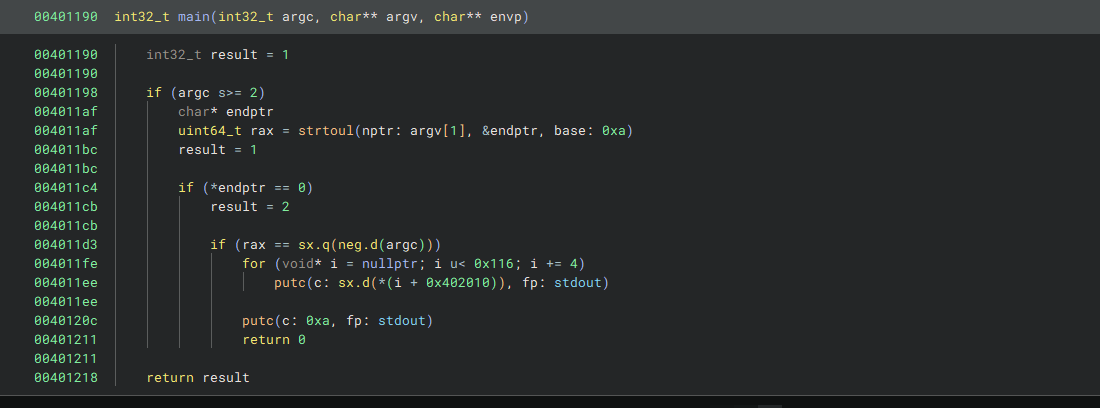 00401190 int32_t main(int32_t argc, char** argv, char** envp)
00401190 int32_t result = 1
00401190
00401198 if (argc s>= 2)
004011af char* endptr
004011af uint64_t rax = strtoul(nptr: argv[1], &endptr, base: 0xa)
004011bc result = 1
004011bc
004011c4 if (*endptr == 0)
004011cb result = 2
004011cb
004011d3 if (rax == sx.q(neg.d(argc)))
004011fe for (void* i = nullptr; i u< 0x116; i += 4)
004011ee putc(c: sx.d(*(i + 0x402010)), fp: stdout)
004011ee
0040120c putc(c: 0xa, fp: stdout)
00401211 return 0
00401211
00401218 return result